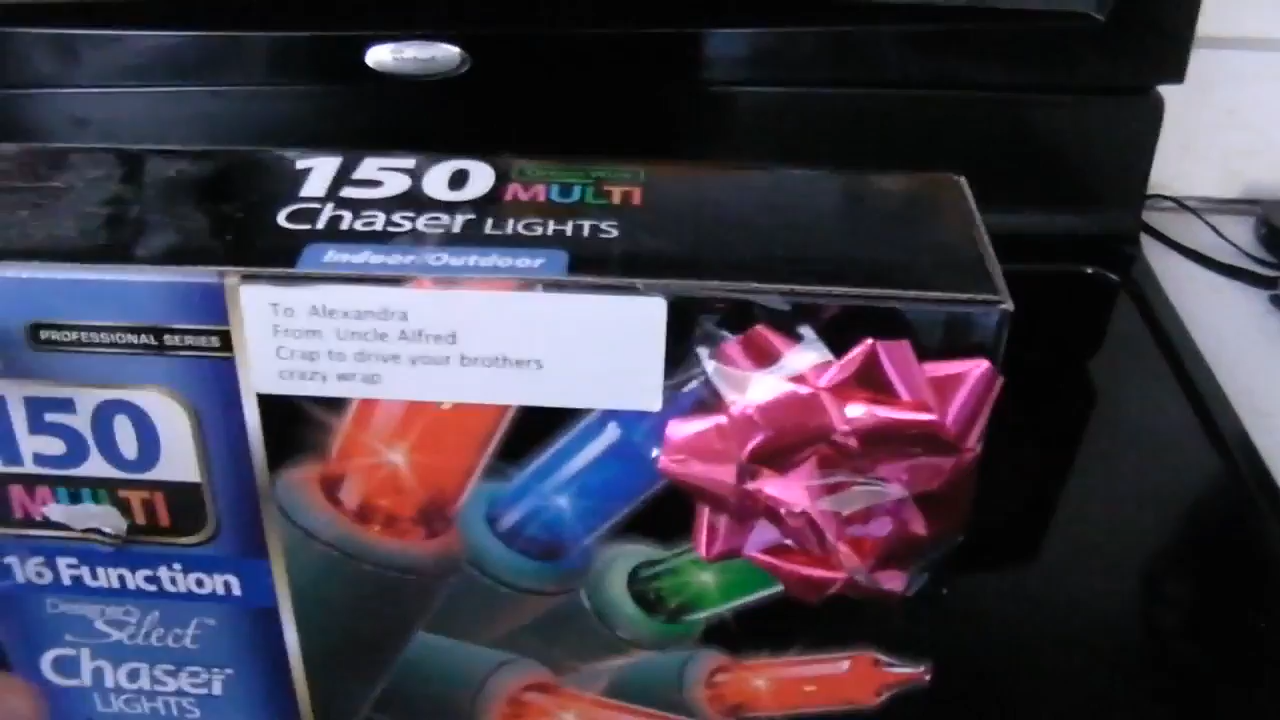 150 MULTI
Chaser LIGHTS
Indoor/Outdoor
To. Alexandra
From. Uncle Alfred
Crap to drive your brothers
crazy wrap
PROFESSIONAL SERIES
150
MULTI
16 Function
Designer's
Select
Chaser
LIGHTS